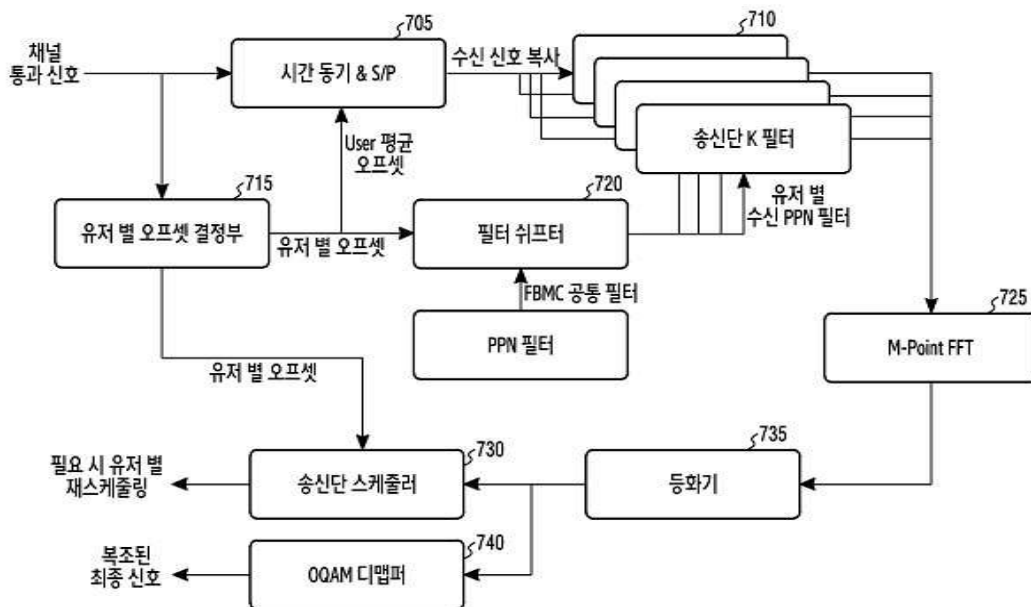 705
710
채널
통과 신호
시간 동기 & S/P
수신 신호 복사
송신단 K 필터
User 평균
오프셋
715
720
유저 별
수신 PPN 필터
유저 별 오프셋 결정부
유저 별 오프셋
필터 쉬프터
FBMC 공통 필터
725
PPN 필터
M-Point FFT
유저 별 오프셋
730
735
필요 시 유저 별
재스케줄링
송신단 스케줄러
등화기
740
복조된
최종 신호
OQAM 디맵퍼